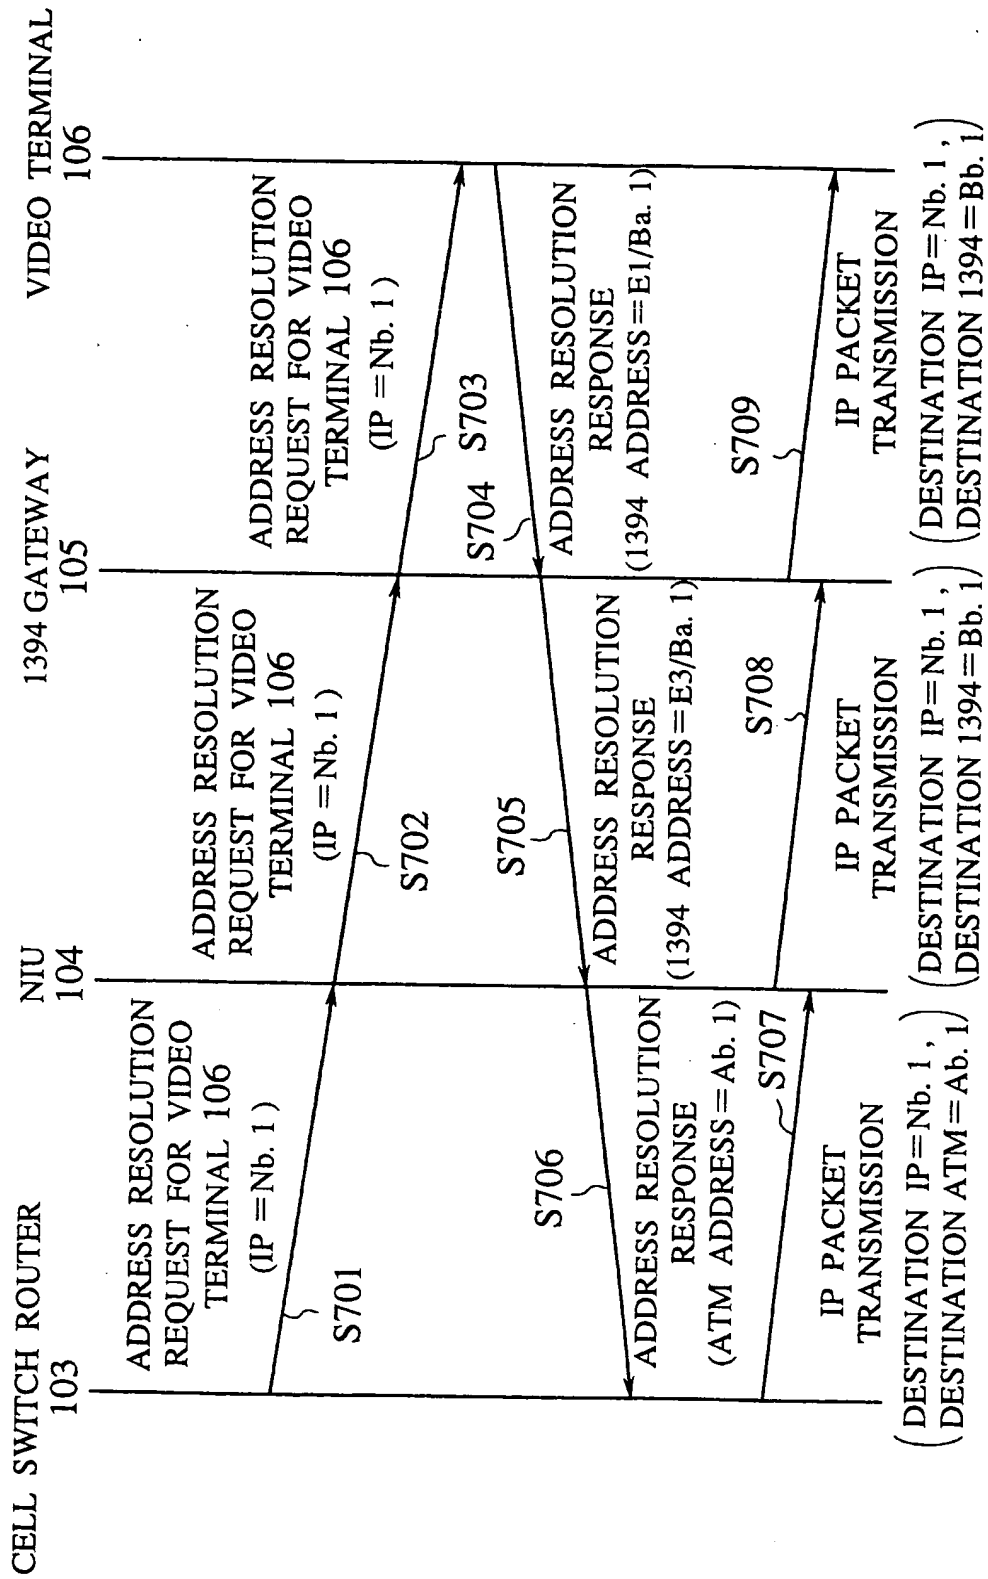 CELL SWITCH ROUTER
103
NIU
104
1394 GATEWAY
105
VIDEO TERMINAL
106
ADDRESS RESOLUTION
REQUEST FOR VIDEO
TERMINAL 106
(IP=Nb. 1)
S701
ADDRESS RESOLUTION
REQUEST FOR VIDEO
TERMINAL 106
(IP=Nb. 1)
S702
ADDRESS RESOLUTION
REQUEST FOR VIDEO
TERMINAL 106
(IP=Nb. 1)
S703
S704
ADDRESS RESOLUTION
RESPONSE
(1394 ADDRESS=E1/Ba. 1)
S705
ADDRESS RESOLUTION
RESPONSE
(1394 ADDRESS=E3/Ba. 1)
S706
ADDRESS RESOLUTION
RESPONSE
(ATM ADDRESS=Ab. 1)
S707
IP PACKET
TRANSMISSION
(DESTINATION IP=Nb. 1,
DESTINATION ATM=Ab. 1)
S708
IP PACKET
TRANSMISSION
(DESTINATION IP=Nb. 1,
DESTINATION 1394=Bb. 1)
S709
IP PACKET
TRANSMISSION
(DESTINATION IP=Nb. 1,
DESTINATION 1394=Bb. 1)